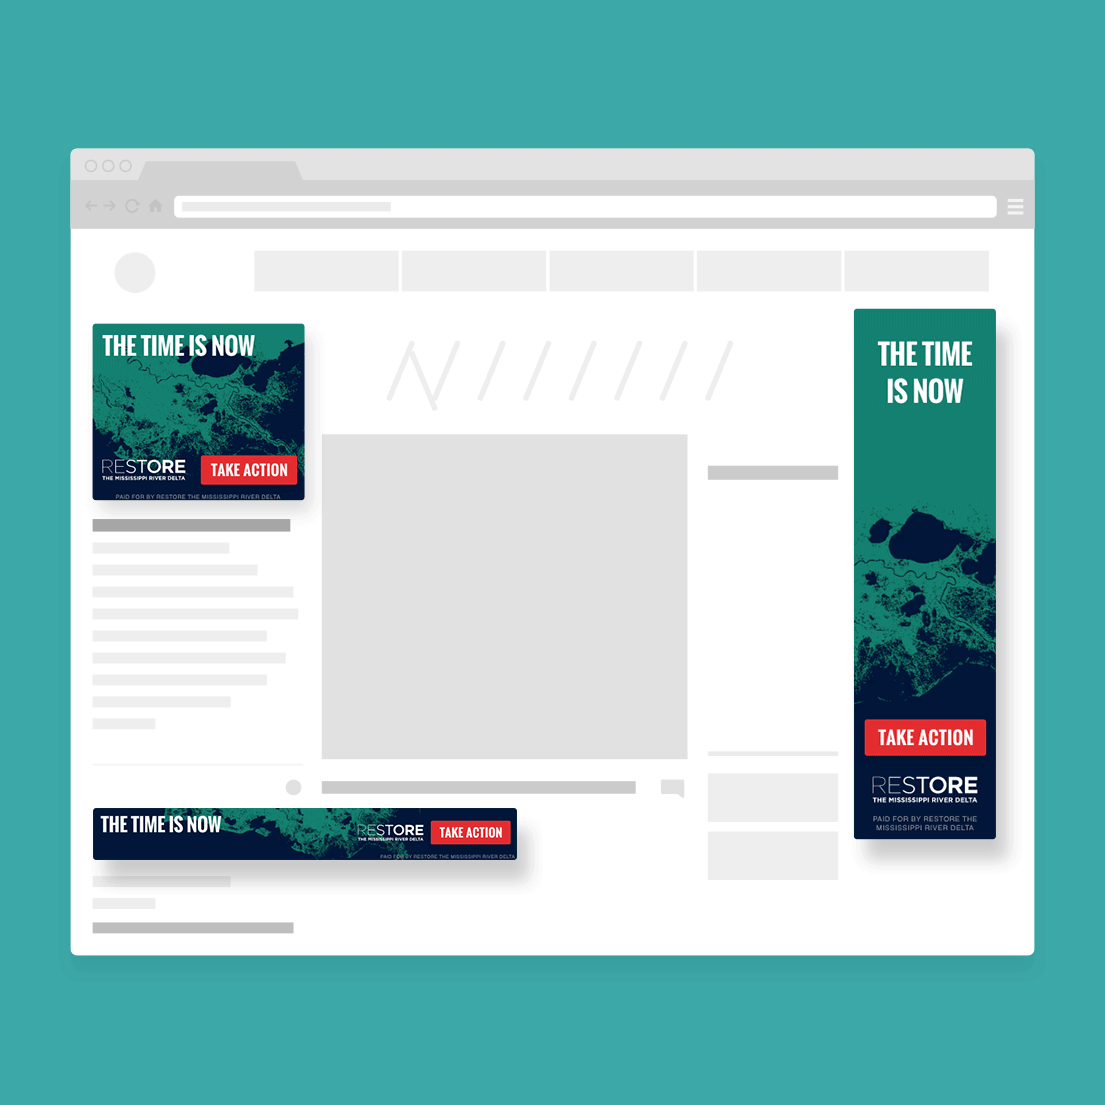 THE TIME IS NOW
RESTORE
THE MISSISSIPPI RIVER DELTA
TAKE ACTION
PAID FOR BY RESTORE THE MISSISSIPPI RIVER DELTA
THE TIME
IS NOW
TAKE ACTION
RESTORE
THE MISSISSIPPI RIVER DELTA
PAID FOR BY RESTORE THE
MISSISSIPPI RIVER DELTA
THE TIME IS NOW
RESTORE
THE MISSISSIPPI RIVER DELTA
TAKE ACTION
PAID FOR BY RESTORE THE MISSISSIPPI RIVER DELTA